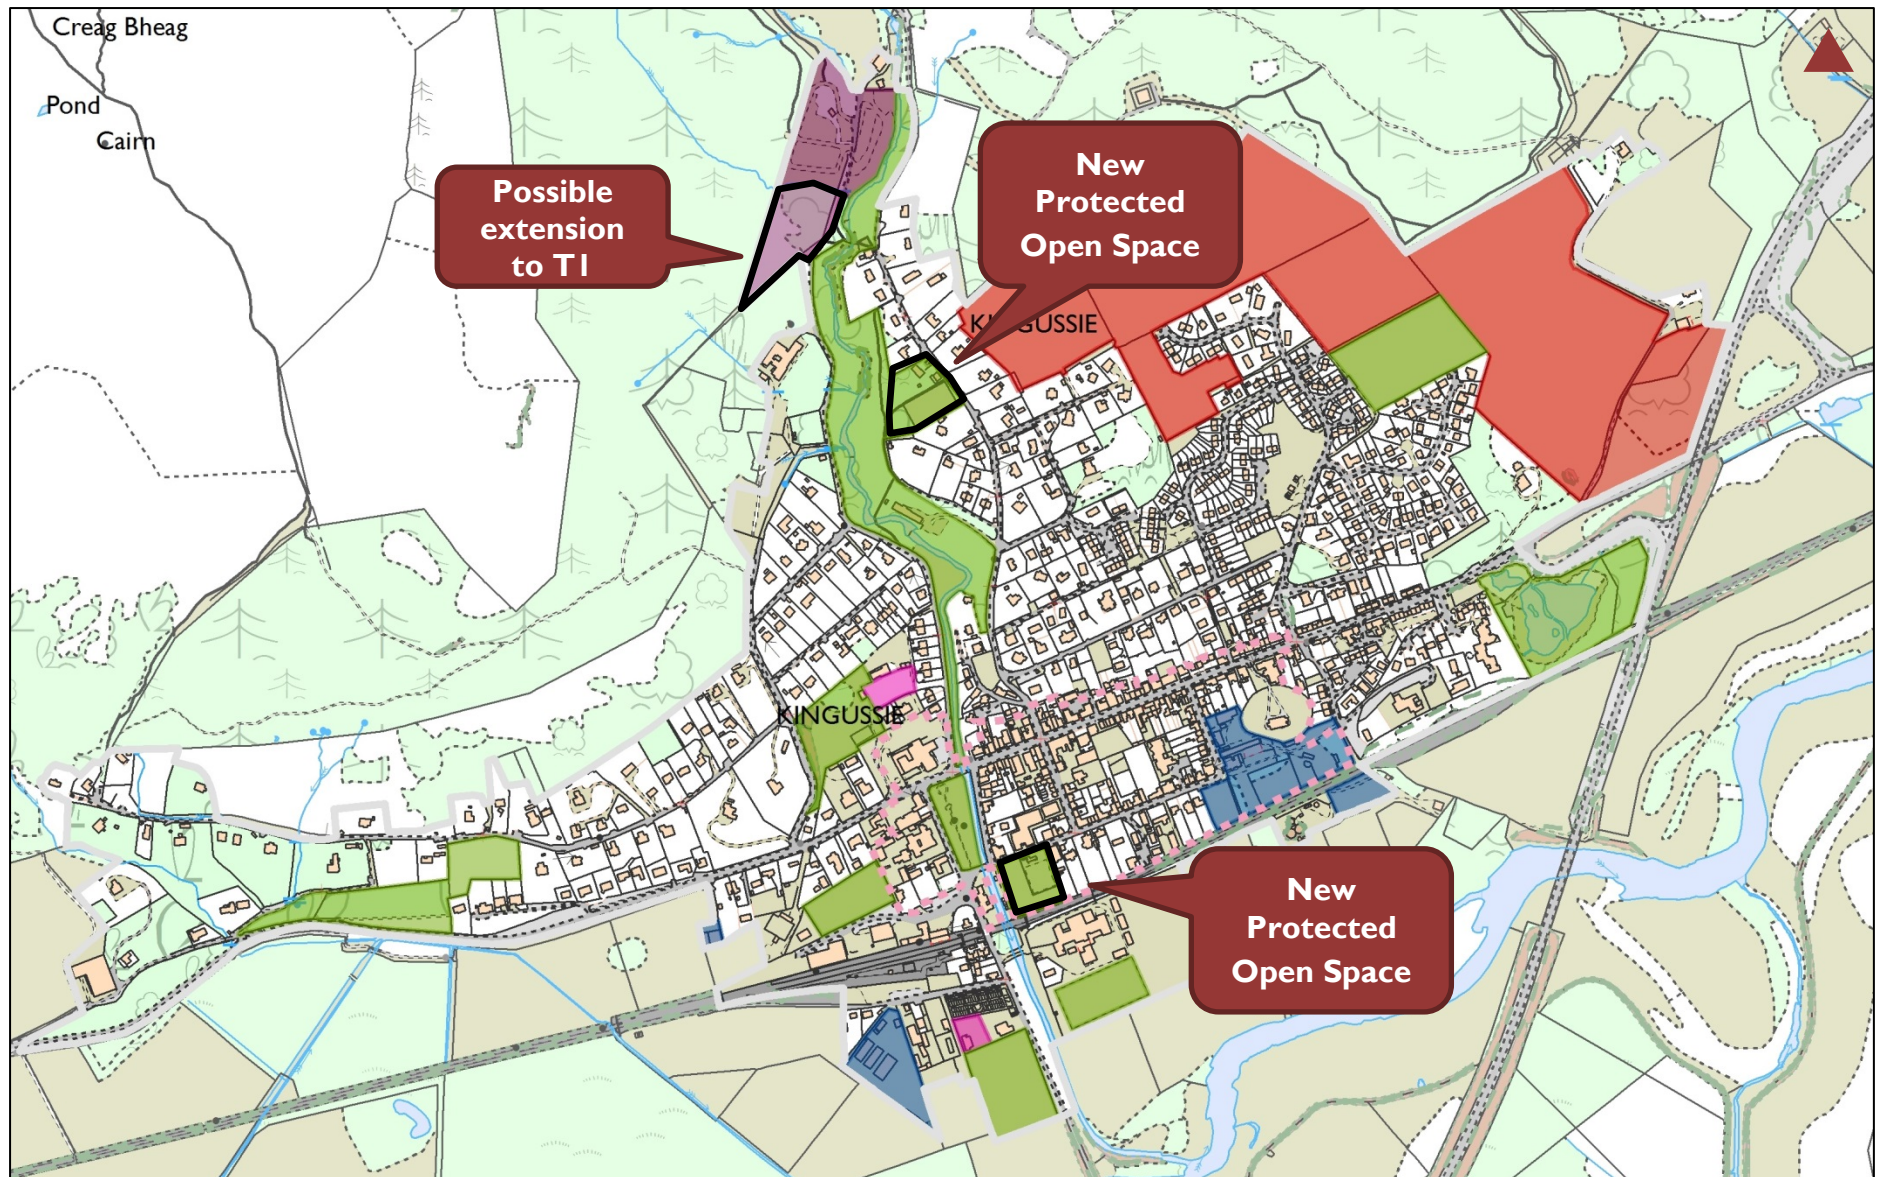 Creag Bheag
Pond
Cairn
Possible
extension
to T1
New
Protected
Open Space
KINGUSSIE
KINGUSSIE
New
Protected
Open Space